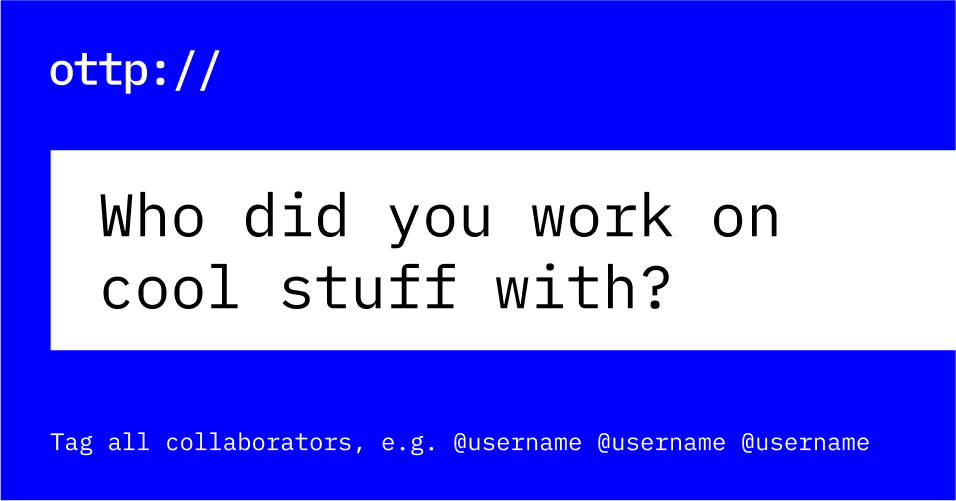 ottp://
Who did you work on
cool stuff with?
Tag all collaborators, e.g. @username @username @username